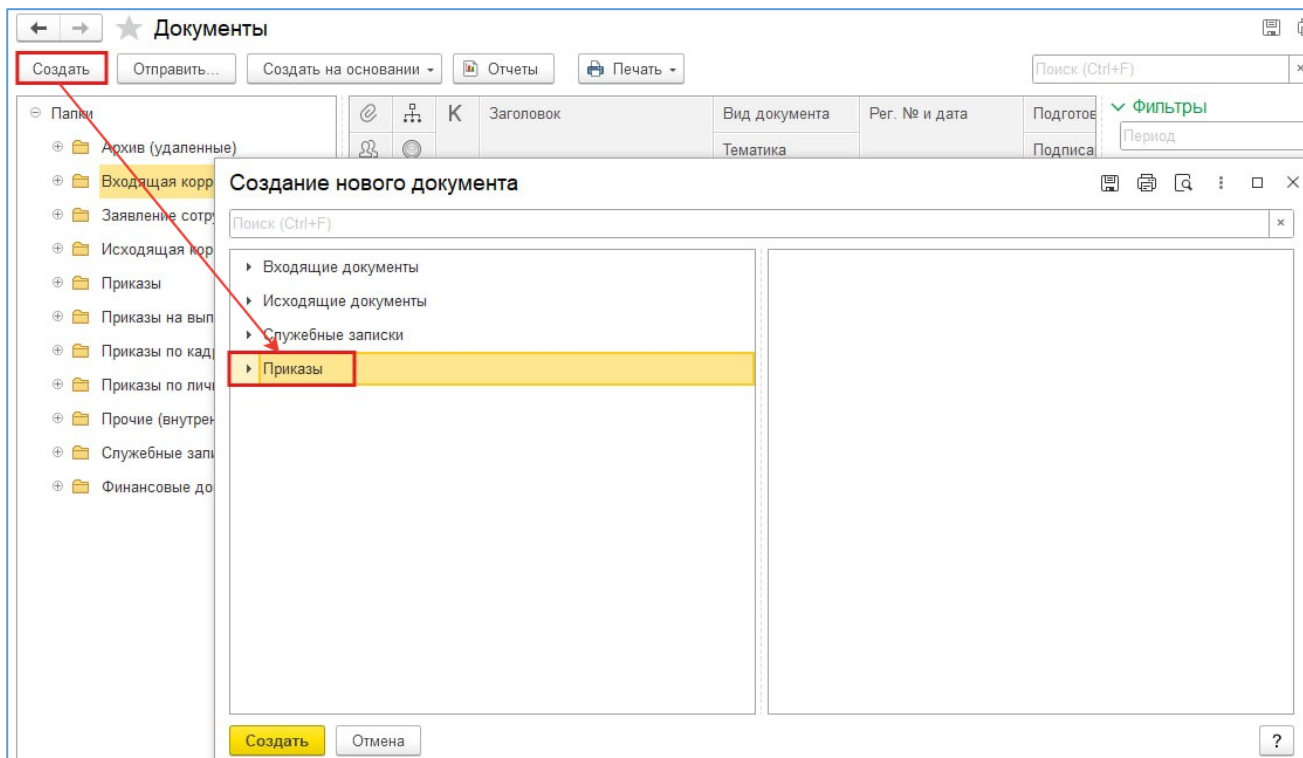 Документы
Создать Отправить... Создать на основании Отчеты Печать Поиск (Ctrl+F) ×
Папки Заголовок Вид документа Рег. № и дата Подготов Фильтры
К
Период
Архив (удаленные) Тематика Подписа
Входящая корр
Заявление сотру
Исходящая кор
Приказы
Приказы на вып
Приказы по кад
Приказы по личн
Прочие (внутрен
Служебные запи
Финансовые до
Создание нового документа
Поиск (Ctrl+F) ×
Входящие документы
Исходящие документы
Служебные записки
Приказы
Создать Отмена ?